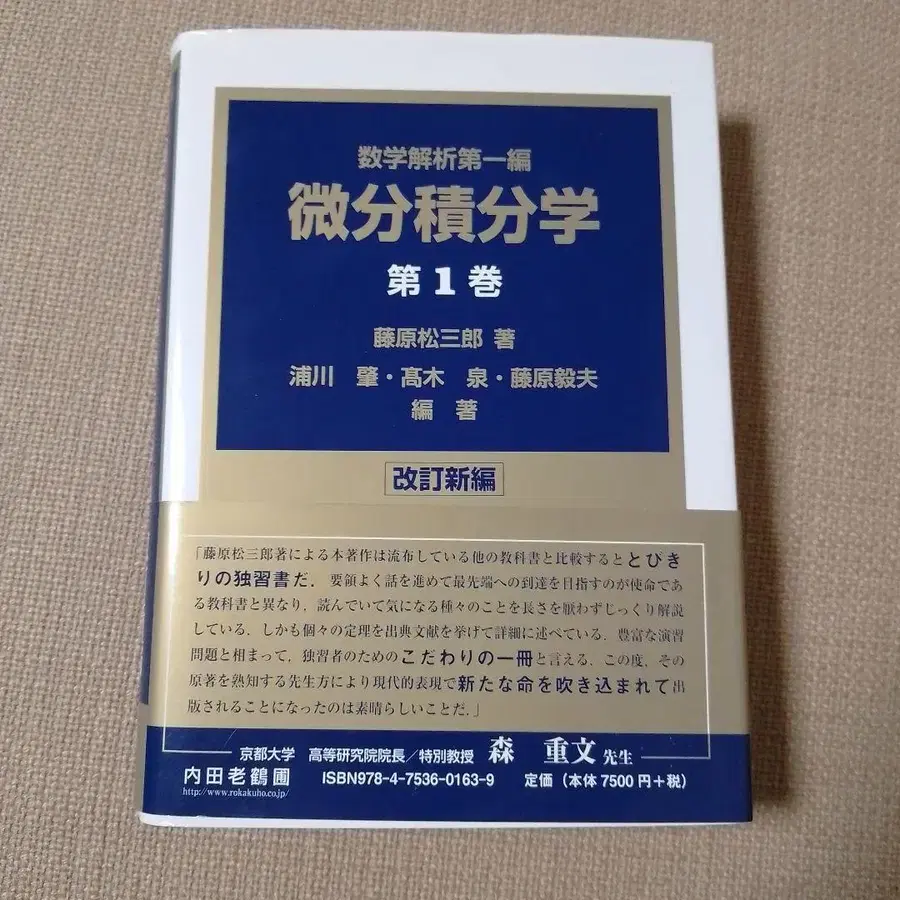 数学解析第一編
微分積分学
第1巻
藤原松三郎 著
浦川 肇・髙木 泉・藤原毅夫
編著
改訂新編
「藤原松三郎著による本著作は流布している他の教科書と比較するととびき
りの独習書だ．要領よく話を進めて最先端への到達を目指すのが使命であ
る教科書と異なり，読んでいて気になる種々のことを長さを厭わずじっくり解説
している．しかも個々の定理を出典文献を挙げて詳細に述べている．豊富な演習
問題と相まって，独習者のためのこだわりの一冊と言える．この度，その
原著を熟知する先生方により現代的表現で新たな命を吹き込まれて出
版されることになったのは素晴らしいことだ．」
京都大学 高等研究院院長／特別教授 森 重文 先生
内田老鶴圃 ISBN978-4-7536-0163-9 定価（本体7500円＋税）
http://www.rokakuho.co.jp/